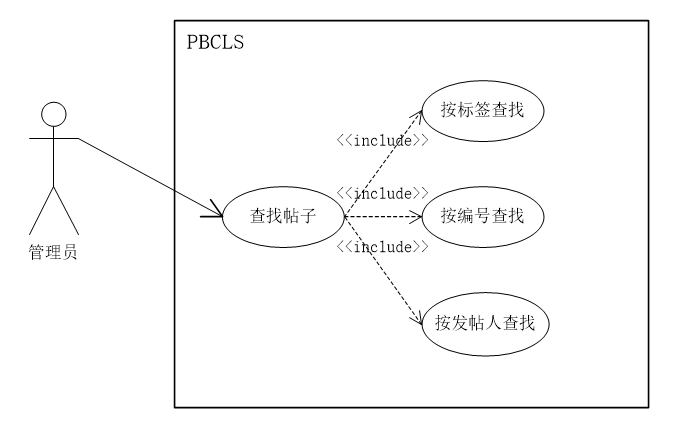 PBCLS
按标签查找
<<include>>
<<include>>
查找帖子
按编号查找
<<include>>
管理员
按发帖人查找